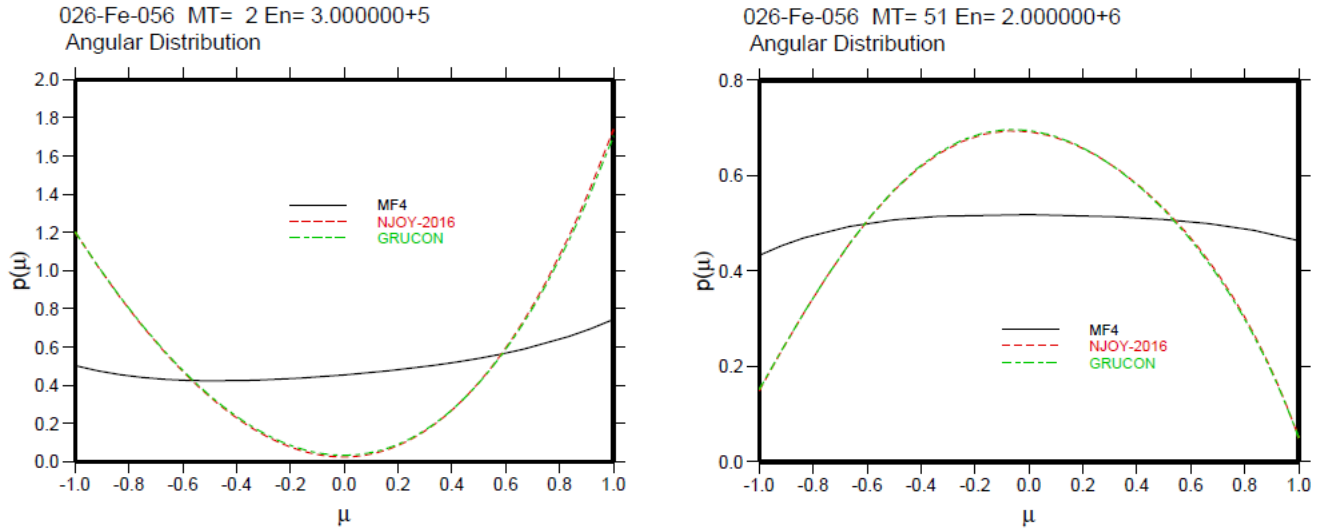 026-Fe-056 MT= 2 En= 3.000000+5
Angular Distribution
2.0
1.8
1.6
1.4
1.2
1.0
0.8
0.6
0.4
0.2
0.0
p(μ)
MF4
NJOY-2016
GRUCON
-1.0 -0.8 -0.6 -0.4 -0.2 0.0 0.2 0.4 0.6 0.8 1.0
μ
026-Fe-056 MT= 51 En= 2.000000+6
Angular Distribution
0.8
0.6
0.4
0.2
0.0
p(μ)
MF4
NJOY-2016
GRUCON
-1.0 -0.8 -0.6 -0.4 -0.2 0.0 0.2 0.4 0.6 0.8 1.0
μ